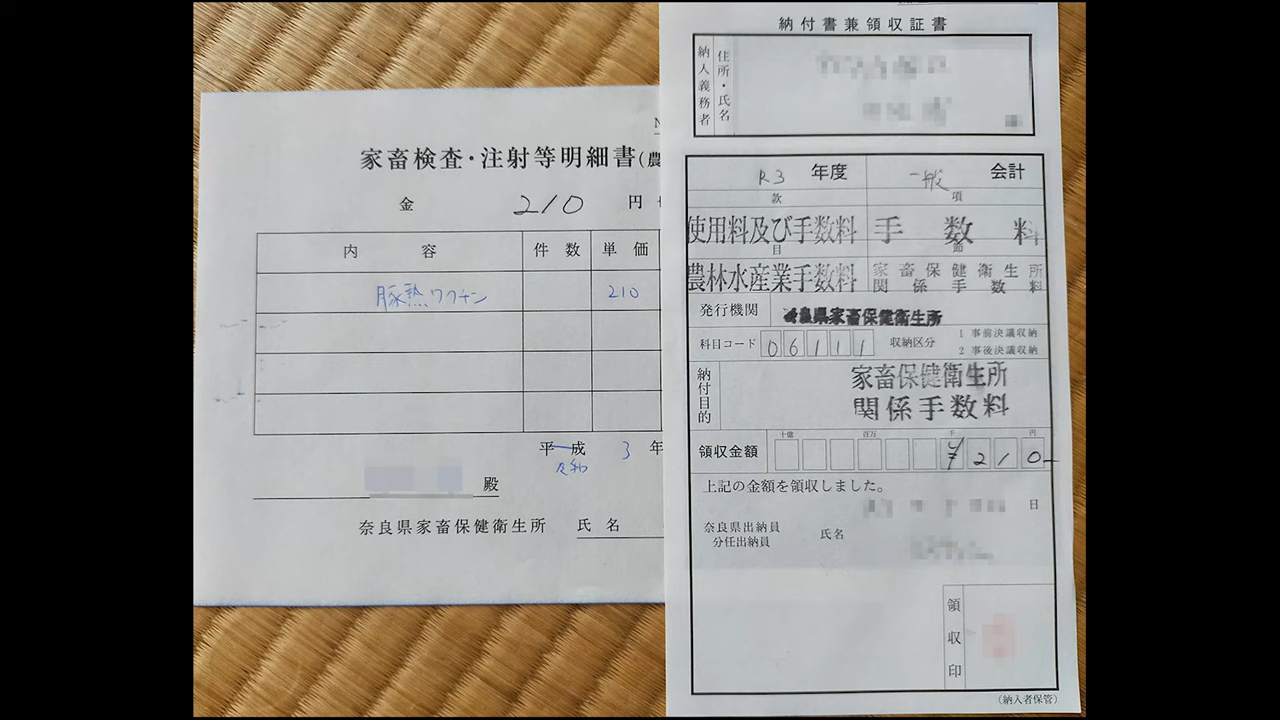 家畜検査・注射等明細書(農
金 210 円
内 容 件 数 単 価
豚熱ワクチン 210
平成 3 年
令和
殿
奈良県家畜保健衛生所 氏 名
納付書兼領収証書
納入義務者
住所・氏名
R3 年度 一般 会計
款 項
使用料及び手数料 手 数 料
目 節
農林水産業手数料 家畜保健衛生所
関係手数料
発行機関 奈良県家畜保健衛生所
科目コード 06111 収納区分 1 事前決議収納
2 事後決議収納
納付目的
家畜保健衛生所
関係手数料
十億 百万 千 円
領収金額 ¥210-
上記の金額を領収しました。
日
奈良県出納員
分任出納員 氏名
領収印
(納入者保管)